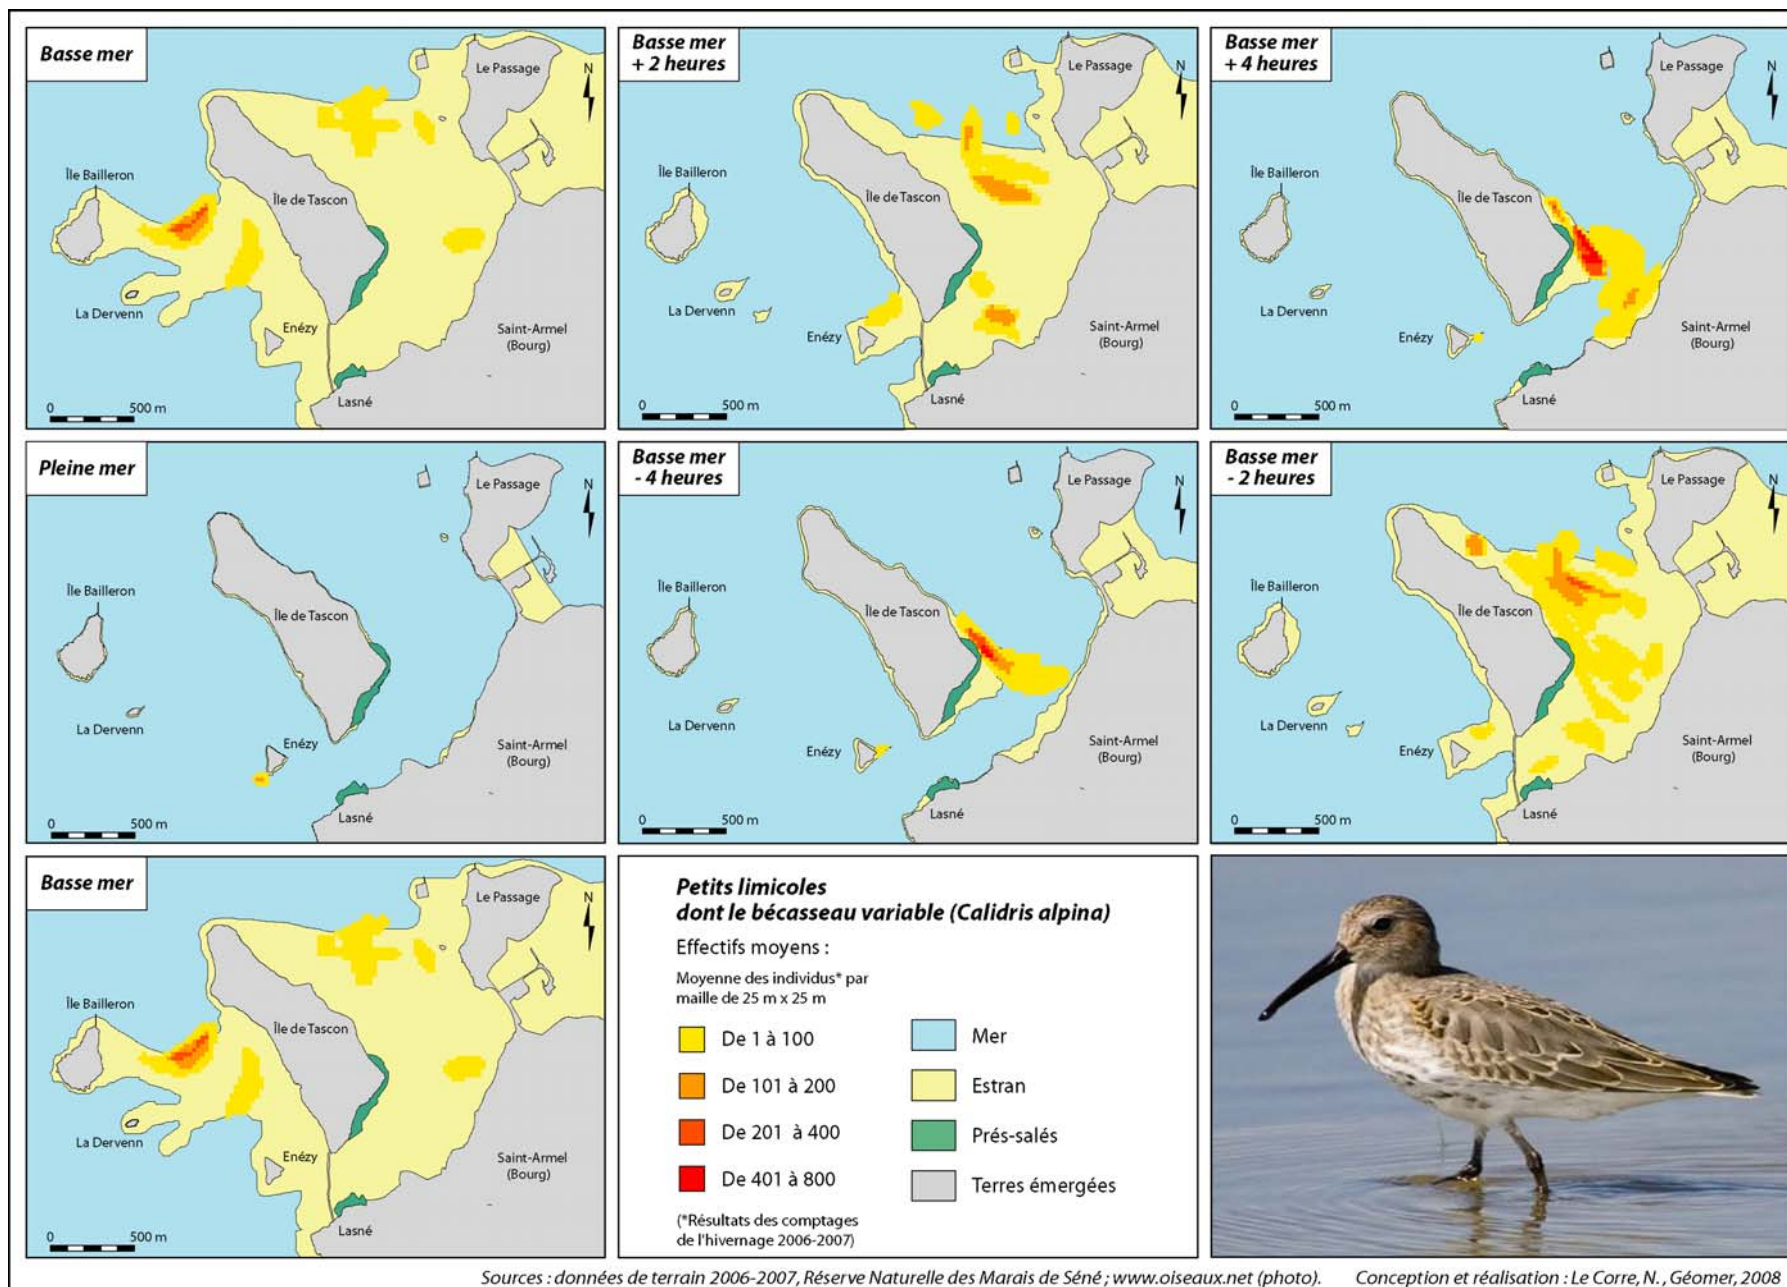 Basse mer
N
Le Passage
Île Bailleron
Île de Tascon
La Dervenn
Enézy
Saint-Armel
(Bourg)
Lasné
0 500 m
Basse mer
+ 2 heures
N
Le Passage
Île Bailleron
Île de Tascon
La Dervenn
Enézy
Saint-Armel
(Bourg)
Lasné
0 500 m
Basse mer
+ 4 heures
N
Le Passage
Île Bailleron
Île de Tascon
La Dervenn
Enézy
Saint-Armel
(Bourg)
Lasné
0 500 m
Pleine mer
N
Le Passage
Île Bailleron
Île de Tascon
La Dervenn
Enézy
Saint-Armel
(Bourg)
Lasné
0 500 m
Basse mer
- 4 heures
N
Le Passage
Île Bailleron
Île de Tascon
La Dervenn
Enézy
Saint-Armel
(Bourg)
Lasné
0 500 m
Basse mer
- 2 heures
N
Le Passage
Île Bailleron
Île de Tascon
La Dervenn
Enézy
Saint-Armel
(Bourg)
Lasné
0 500 m
Basse mer
N
Le Passage
Île Bailleron
Île de Tascon
La Dervenn
Enézy
Saint-Armel
(Bourg)
Lasné
0 500 m
Petits limicoles
dont le bécasseau variable (Calidris alpina)
Effectifs moyens :
Moyenne des individus* par
maille de 25 m x 25 m
De 1 à 100
De 101 à 200
De 201 à 400
De 401 à 800
(*Résultats des comptages
de l'hivernage 2006-2007)
Mer
Estran
Prés-salés
Terres émergées
Sources : données de terrain 2006-2007, Réserve Naturelle des Marais de Séné ; www.oiseaux.net (photo). Conception et réalisation : Le Corre, N., Géomer, 2008